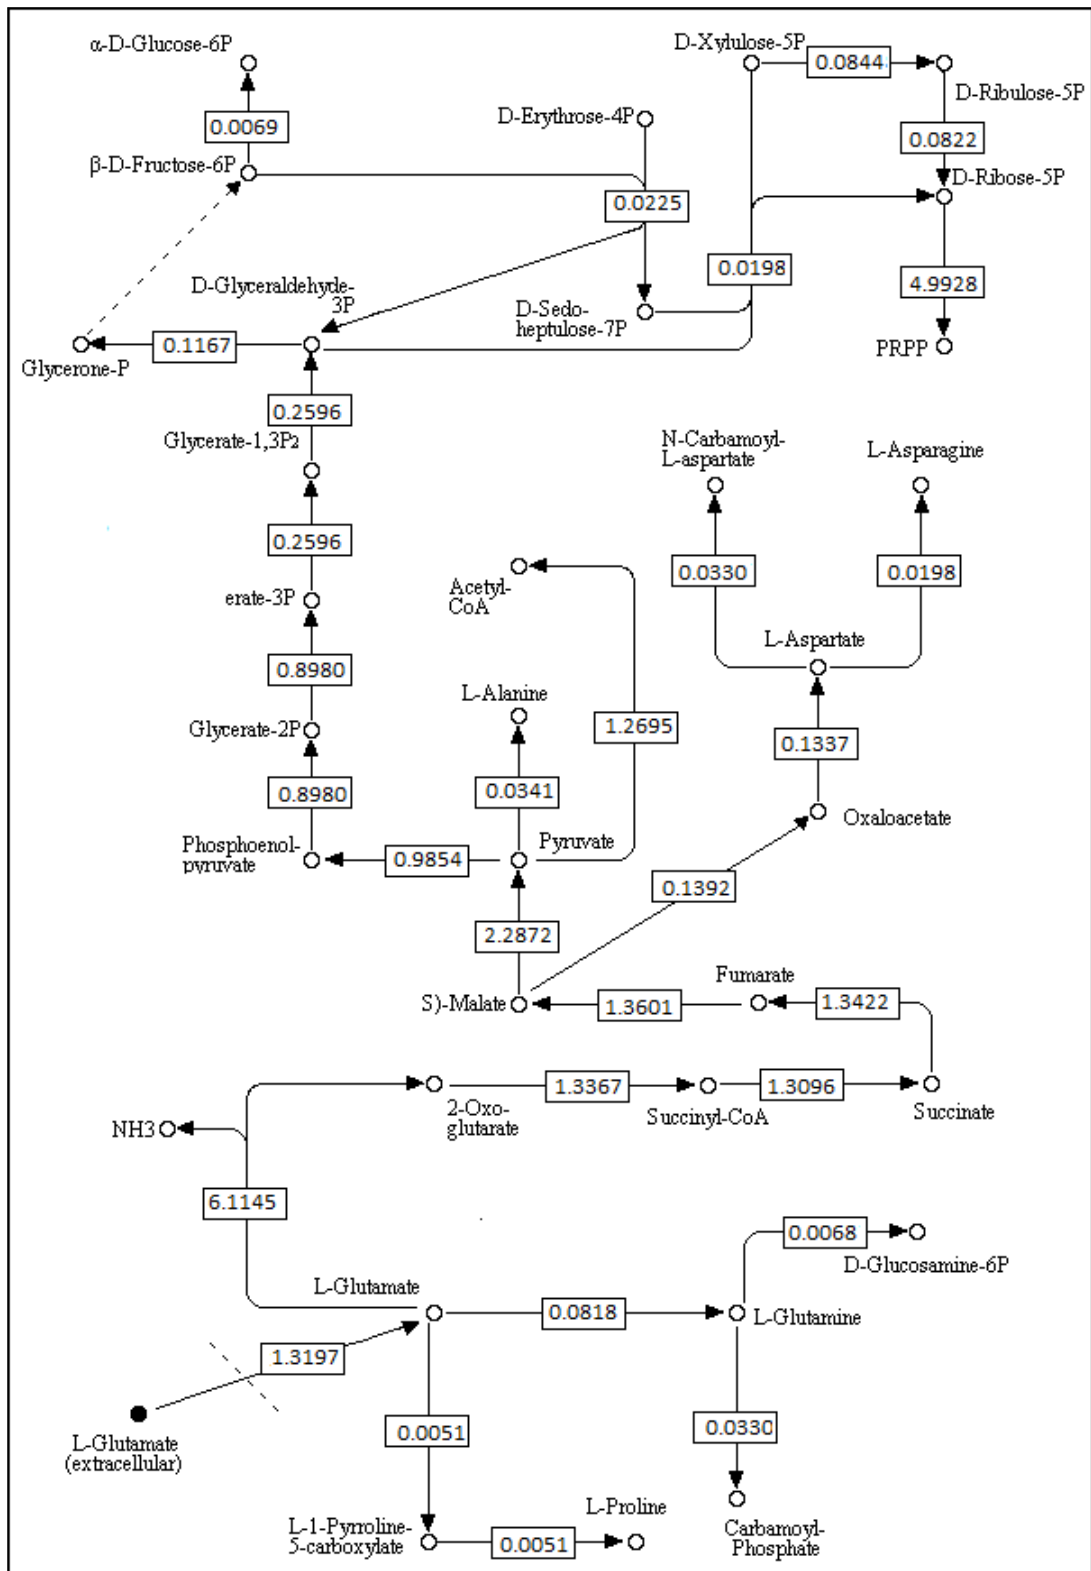 α-D-Glucose-6P
D-Xylulose-5P
0.0844
D-Ribulose-5P
0.0069
D-Erythrose-4P
0.0822
β-D-Fructose-6P
D-Ribose-5P
0.0225
0.0198
4.9928
D-Glyceraldehyde-
3P
D-Sedo-
heptulose-7P
0.1167
Glycerone-P
PRPP
0.2596
Glycerate-1,3P2
N-Carbamoyl-
L-aspartate
L-Asparagine
0.2596
0.0330
0.0198
Acetyl-
CoA
erate-3P
L-Aspartate
0.8980
L-Alanine
Glycerate-2P
1.2695
0.1337
0.8980
0.0341
Oxaloacetate
Phosphoenol-
pyruvate
0.9854
Pyruvate
0.1392
2.2872
Fumarate
S)-Malate
1.3601
1.3422
2-Oxo-
glutarate
1.3367
Succinyl-CoA
1.3096
Succinate
NH3
6.1145
0.0068
D-Glucosamine-6P
L-Glutamate
0.0818
L-Glutamine
1.3197
L-Glutamate
(extracellular)
0.0051
0.0330
L-1-Pyrroline-
5-carboxylate
0.0051
L-Proline
Carbamoyl-
Phosphate